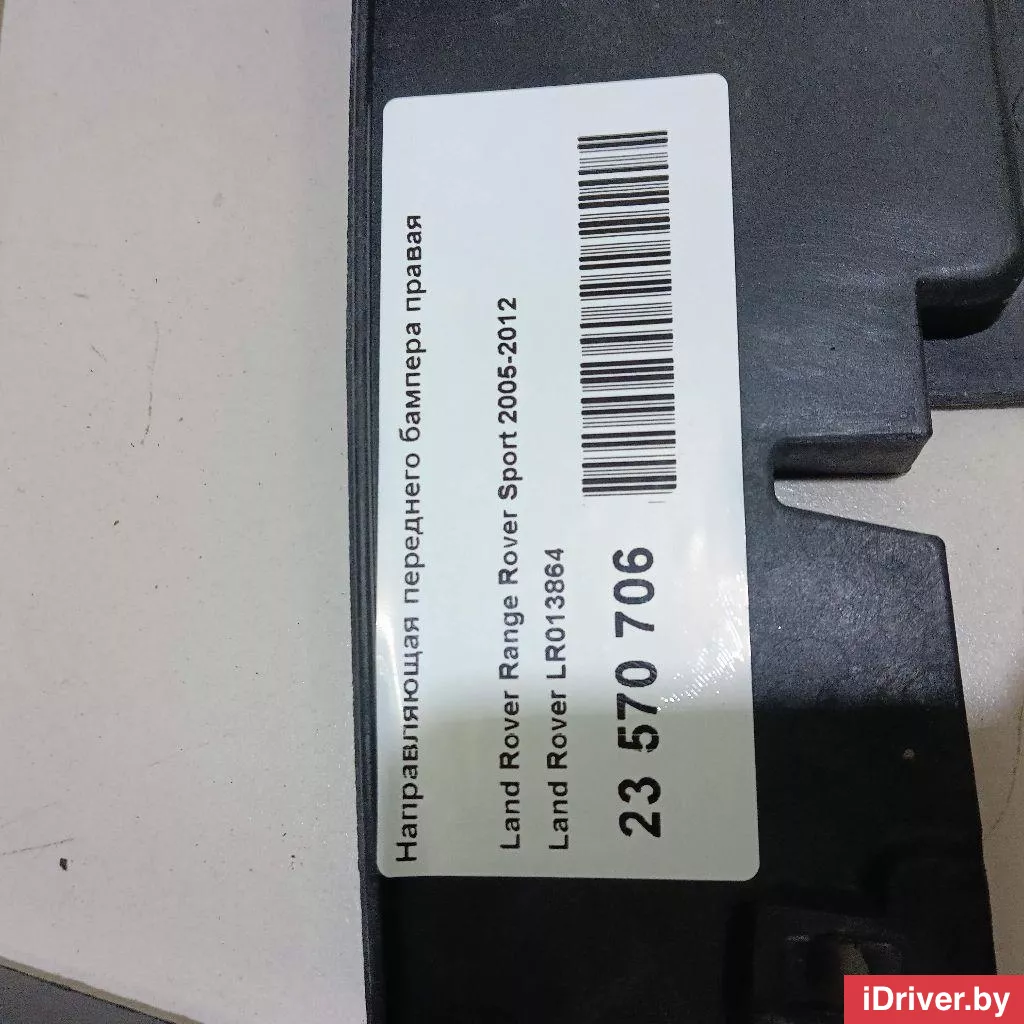 Направляющая переднего бампера правая
Land Rover Range Rover Sport 2005-2012
Land Rover LR013864
23 570 706
iDriver.by